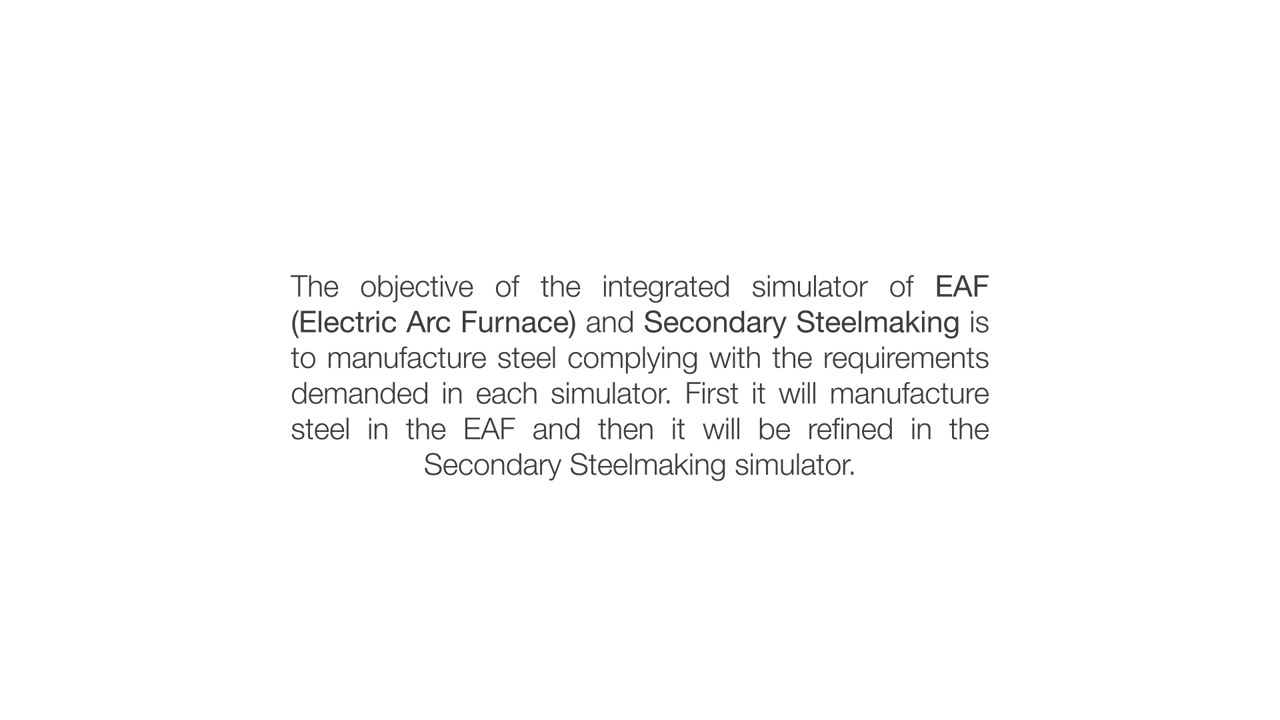 The objective of the integrated simulator of EAF
(Electric Arc Furnace) and Secondary Steelmaking is
to manufacture steel complying with the requirements
demanded in each simulator. First it will manufacture
steel in the EAF and then it will be refined in the
Secondary Steelmaking simulator.